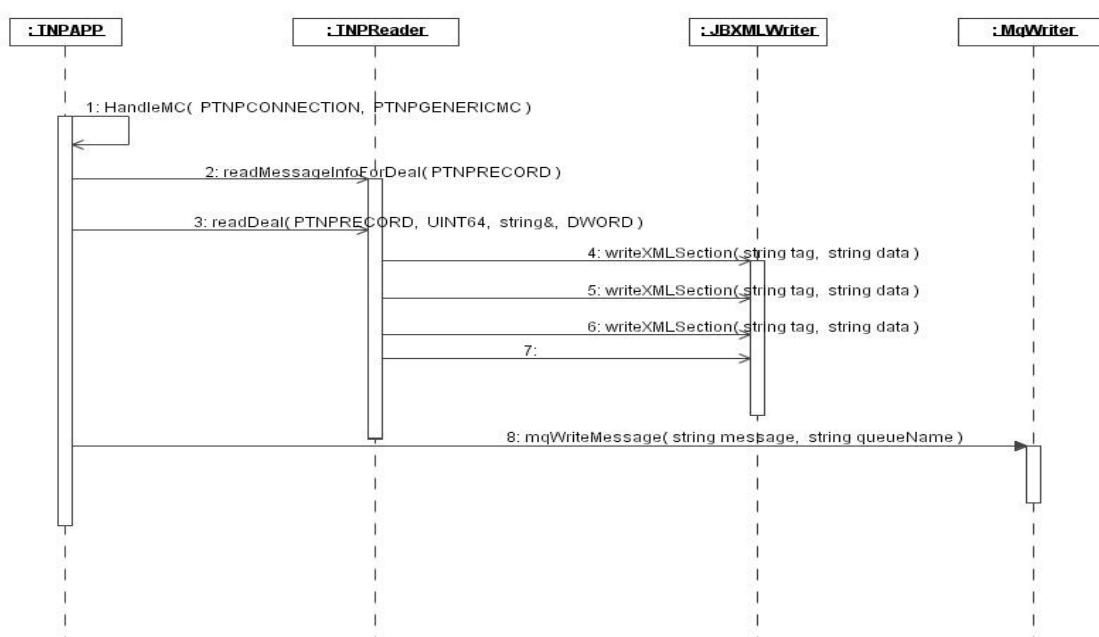 : TNPAPP
: TNPReader
: JBXMLWriter
: MqWriter
1: HandleMC( PTNPCONNECTION, PTNPGENERICMC )
2: readMessageInfoForDeal( PTNPRECORD )
3: readDeal( PTNPRECORD, UINT64, string&, DWORD )
4: writeXMLSection( string tag, string data )
5: writeXMLSection( string tag, string data )
6: writeXMLSection( string tag, string data )
7:
8: mqWriteMessage( string message, string queueName )